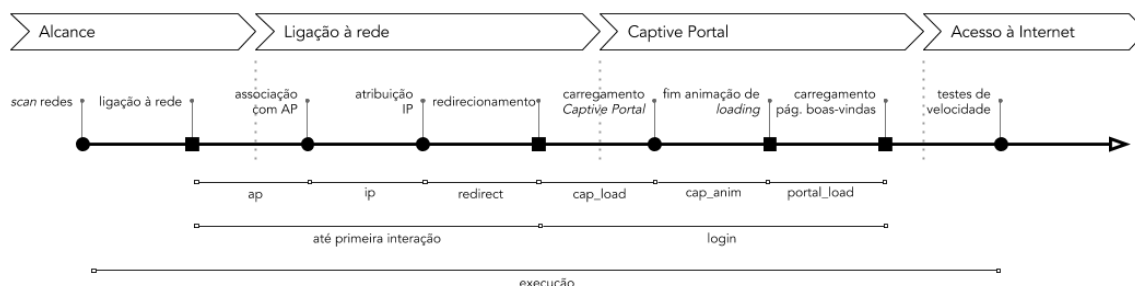 Alcance
Ligação à rede
Captive Portal
Acesso à Internet
scan redes
ligação à rede
associação
com AP
atribuição
IP
redirecionamento
carregamento
Captive Portal
fim animação de
loading
carregamento
pág. boas-vindas
testes de
velocidade
ap
ip
redirect
cap_load
cap_anim
portal_load
até primeira interação
login
execução